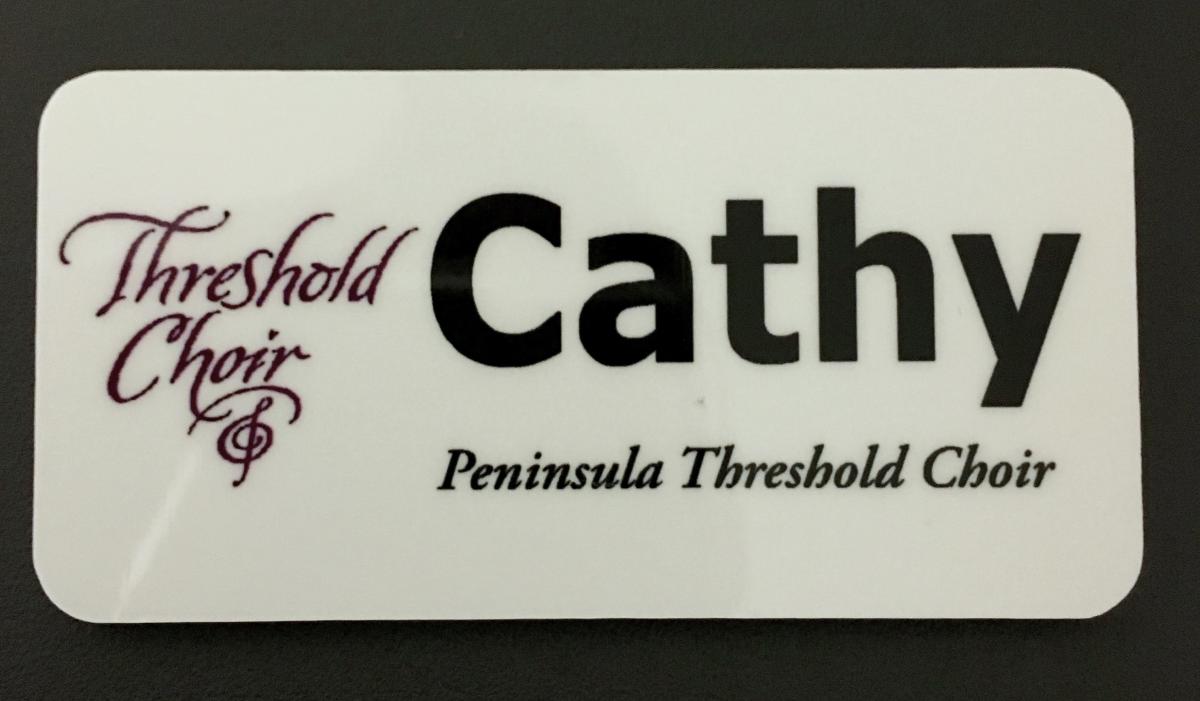 Threshold
Choir
Cathy
Peninsula Threshold Choir